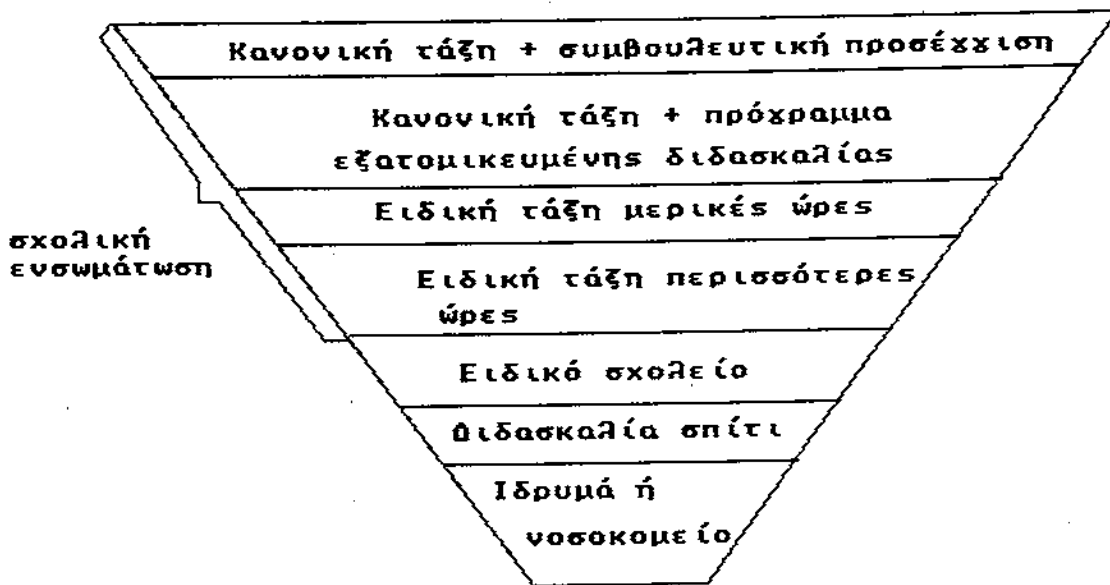 Κανονική τάξη + συμβουλευτική προσέγγιση
Κανονική τάξη + πρόγραμμα
εξατομικευμένης διδασκαλίας
Ειδική τάξη μερικές ώρες
σχολική
ενσωμάτωση
Ειδική τάξη περισσότερες
ώρες
Ειδικό σχολείο
Διδασκαλία σπίτι
Ιδρυμά ή
νοσοκομείο